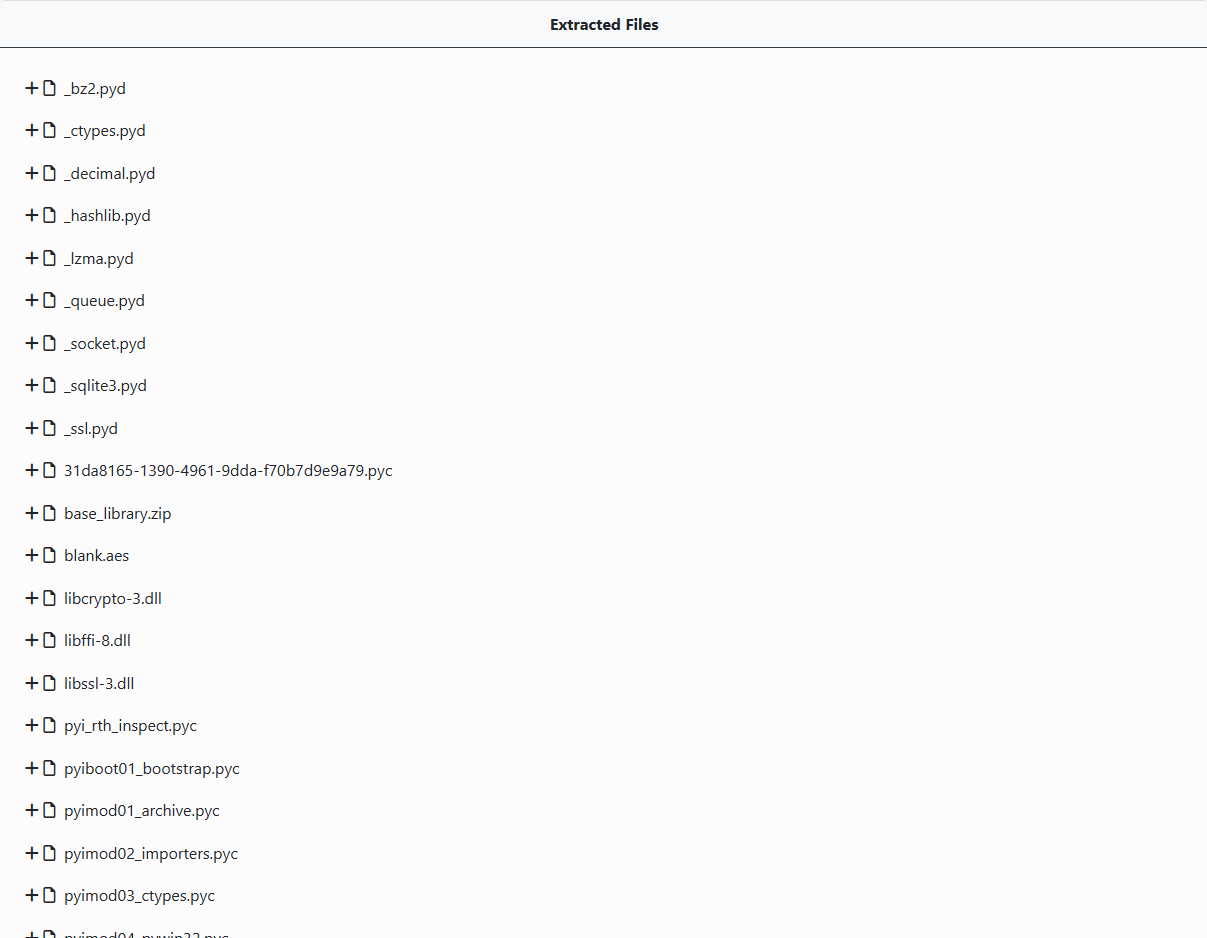 Extracted Files
_bz2.pyd
_ctypes.pyd
_decimal.pyd
_hashlib.pyd
_lzma.pyd
_queue.pyd
_socket.pyd
_sqlite3.pyd
_ssl.pyd
31da8165-1390-4961-9dda-f70b7d9e9a79.pyc
base_library.zip
blank.aes
libcrypto-3.dll
libffi-8.dll
libssl-3.dll
pyi_rth_inspect.pyc
pyiboot01_bootstrap.pyc
pyimod01_archive.pyc
pyimod02_importers.pyc
pyimod03_ctypes.pyc
pyimod04_pywin32.pyc